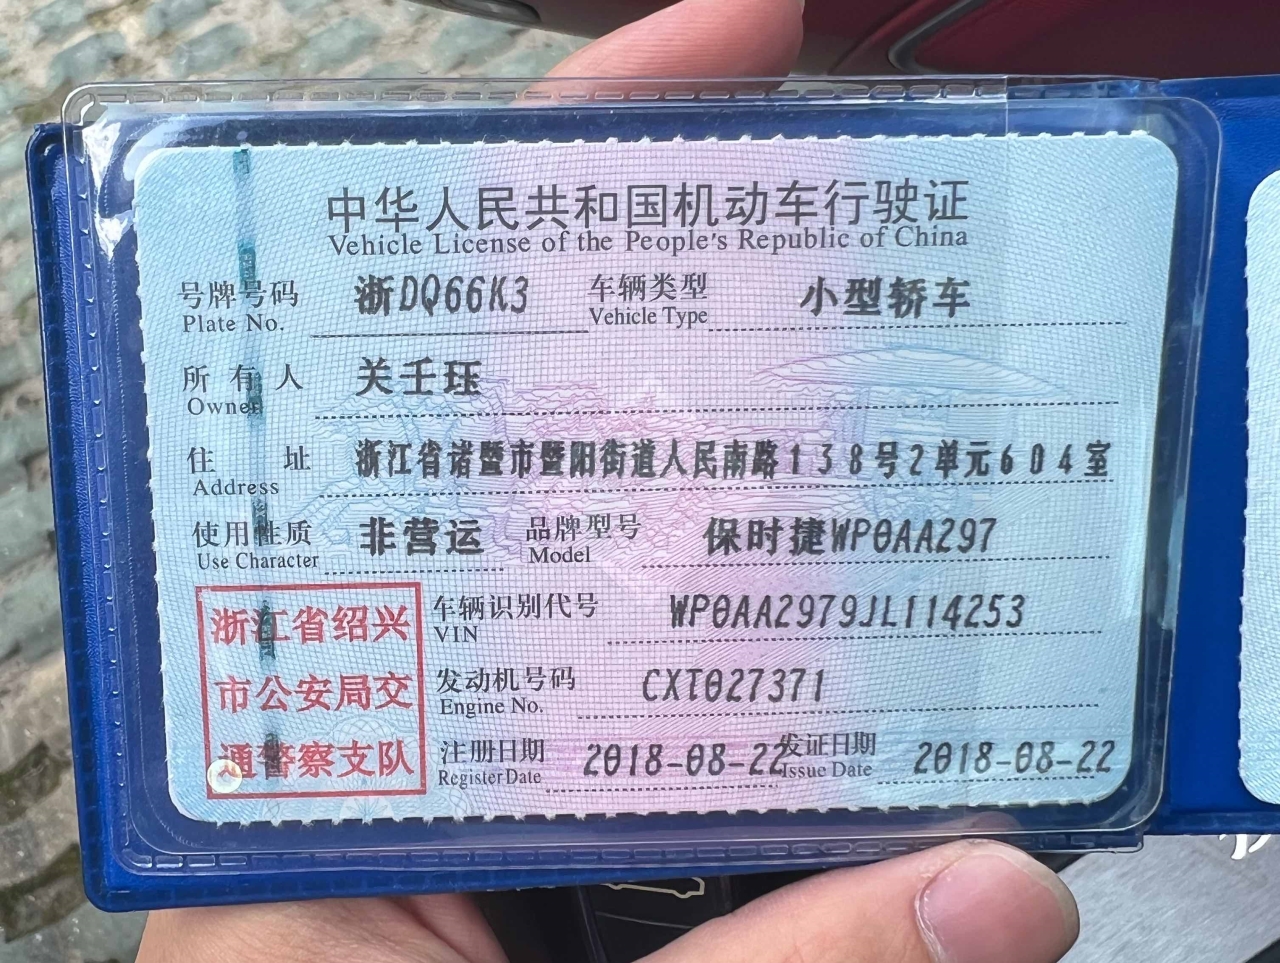 中华人民共和国机动车行驶证
Vehicle License of the People's Republic of China
号牌号码 浙DQ66K3 车辆类型 小型轿车
Plate No. Vehicle Type
所有人 关壬珏
Owner
住址 浙江省诸暨市暨阳街道人民南路138号2单元604室
Address
使用性质 非营运 品牌型号 保时捷WP0AA297
Use Character Model
车辆识别代号 WP0AA2979JL114253
VIN
发动机号码 CXT027371
Engine No.
注册日期 2018-08-22 发证日期 2018-08-22
Register Date Issue Date
浙江省绍兴
市公安局交
通警察支队